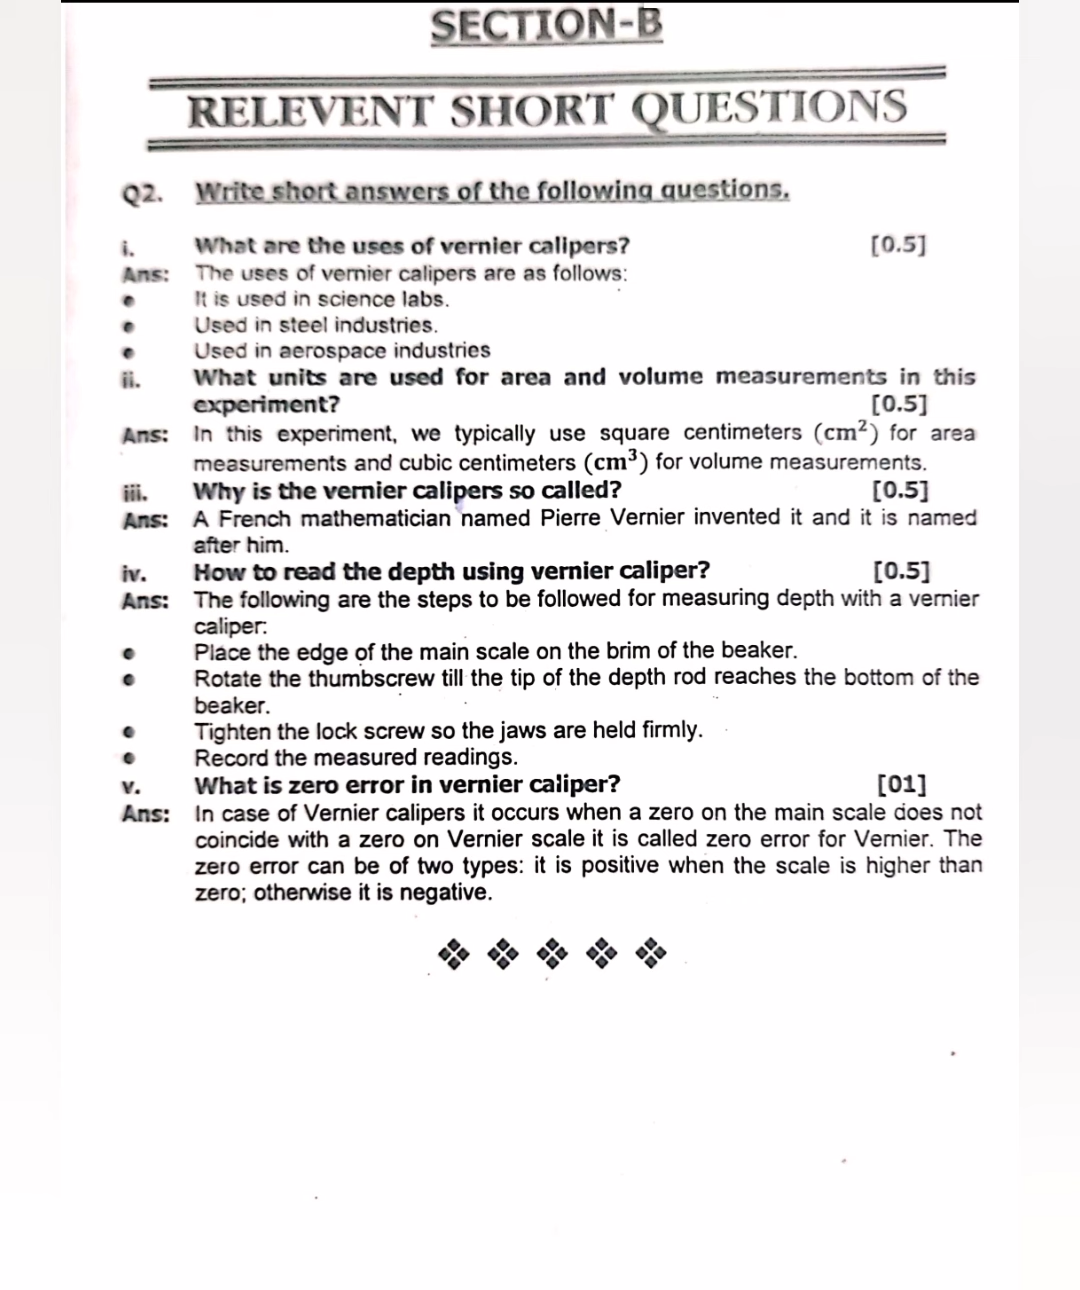 SECTION-B
RELEVENT SHORT QUESTIONS
Q2. Write short answers of the following questions.
i. What are the uses of vernier calipers? [0.5]
Ans: The uses of vernier calipers are as follows:
• It is used in science labs.
• Used in steel industries.
• Used in aerospace industries
ii. What units are used for area and volume measurements in this
experiment? [0.5]
Ans: In this experiment, we typically use square centimeters (cm²) for area
measurements and cubic centimeters (cm³) for volume measurements.
iii. Why is the vernier calipers so called? [0.5]
Ans: A French mathematician named Pierre Vernier invented it and it is named
after him.
iv. How to read the depth using vernier caliper? [0.5]
Ans: The following are the steps to be followed for measuring depth with a vernier
caliper:
• Place the edge of the main scale on the brim of the beaker.
• Rotate the thumbscrew till the tip of the depth rod reaches the bottom of the
beaker.
• Tighten the lock screw so the jaws are held firmly.
• Record the measured readings.
v. What is zero error in vernier caliper? [01]
Ans: In case of Vernier calipers it occurs when a zero on the main scale does not
coincide with a zero on Vernier scale it is called zero error for Vernier. The
zero error can be of two types: it is positive when the scale is higher than
zero; otherwise it is negative.